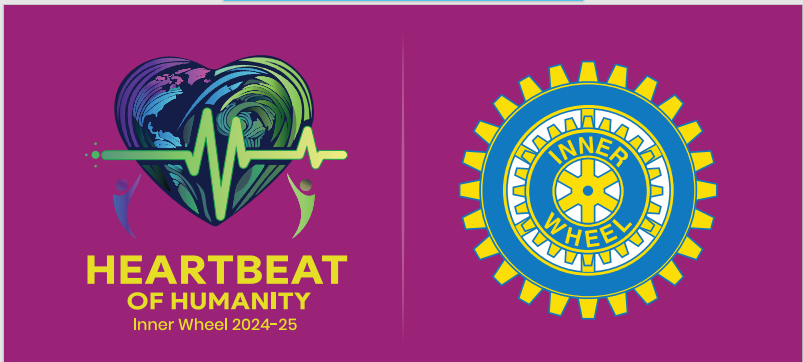 HEARTBEAT
OF HUMANITY
Inner Wheel 2024-25
INNER
WHEEL